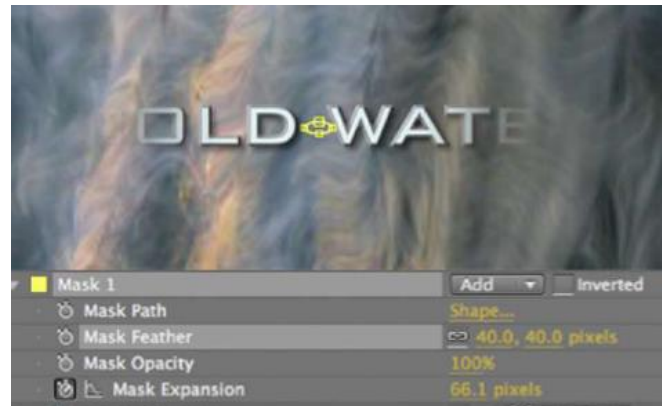 OLD WATE
Mask 1 Add Inverted
Mask Path Shape...
Mask Feather 40.0, 40.0 pixels
Mask Opacity 100%
Mask Expansion 66.1 pixels